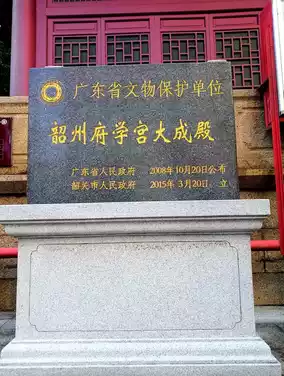 广东省文物保护单位
韶州府学宫大成殿
广东省人民政府 2008年10月20日公布
韶关市人民政府 2015年3月20日 立